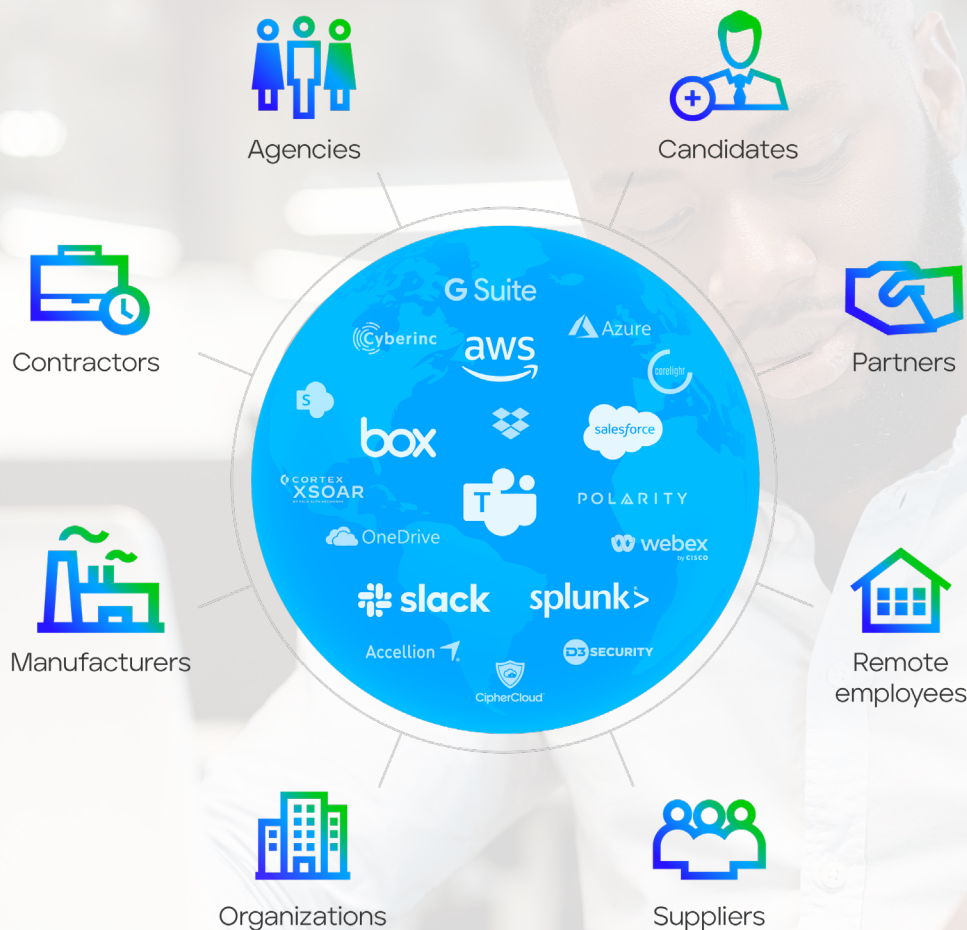 Agencies
Candidates
Contractors
Partners
G Suite
Cyberinc
aws
Azure
corelight
S
box
salesforce
CORTEX
XSOAR
T
POLARITY
OneDrive
webex
by CISCO
slack
splunk>
Accellion
D3 SECURITY
CipherCloud
Manufacturers
Remote
employees
Organizations
Suppliers